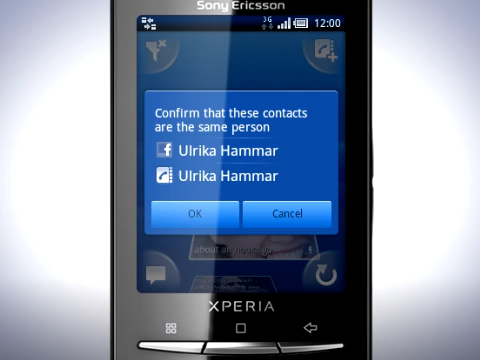 Sony Ericsson
3G 12:00
Confirm that these contacts
are the same person
Ulrika Hammar
Ulrika Hammar
OK Cancel
about an hour ago
XPERIA